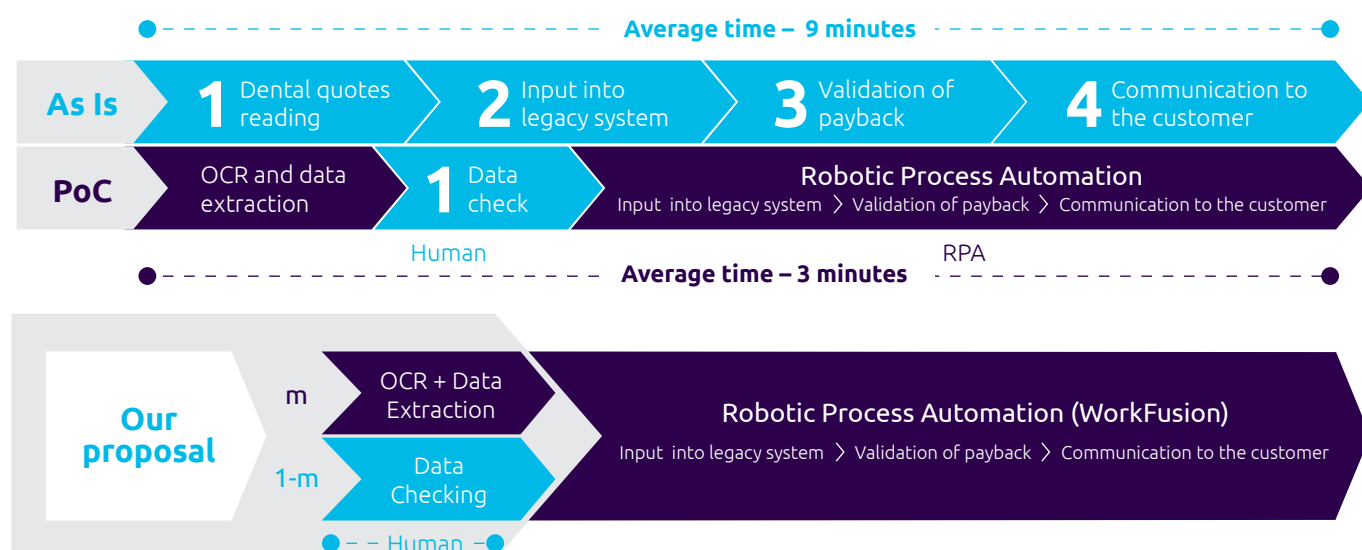 Average time – 9 minutes
As Is
1 Dental quotes
reading
2 Input into
legacy system
3 Validation of
payback
4 Communication to
the customer
PoC
OCR and data
extraction
1 Data
check
Robotic Process Automation
Input into legacy system > Validation of payback > Communication to the customer
Human
RPA
Average time – 3 minutes
Our
proposal
m
OCR + Data
Extraction
1-m
Data
Checking
Robotic Process Automation (WorkFusion)
Input into legacy system > Validation of payback > Communication to the customer
Human